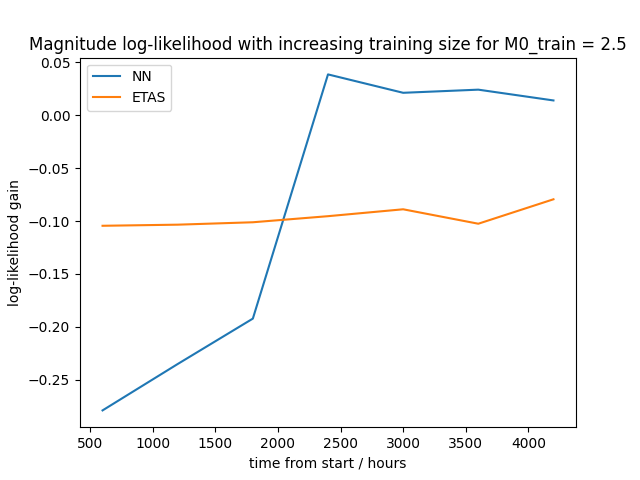 Magnitude log-likelihood with increasing training size for M0_train = 2.5
NN
ETAS
0.05
0.00
−0.05
−0.10
−0.15
−0.20
−0.25
log-likelihood gain
500 1000 1500 2000 2500 3000 3500 4000
time from start / hours